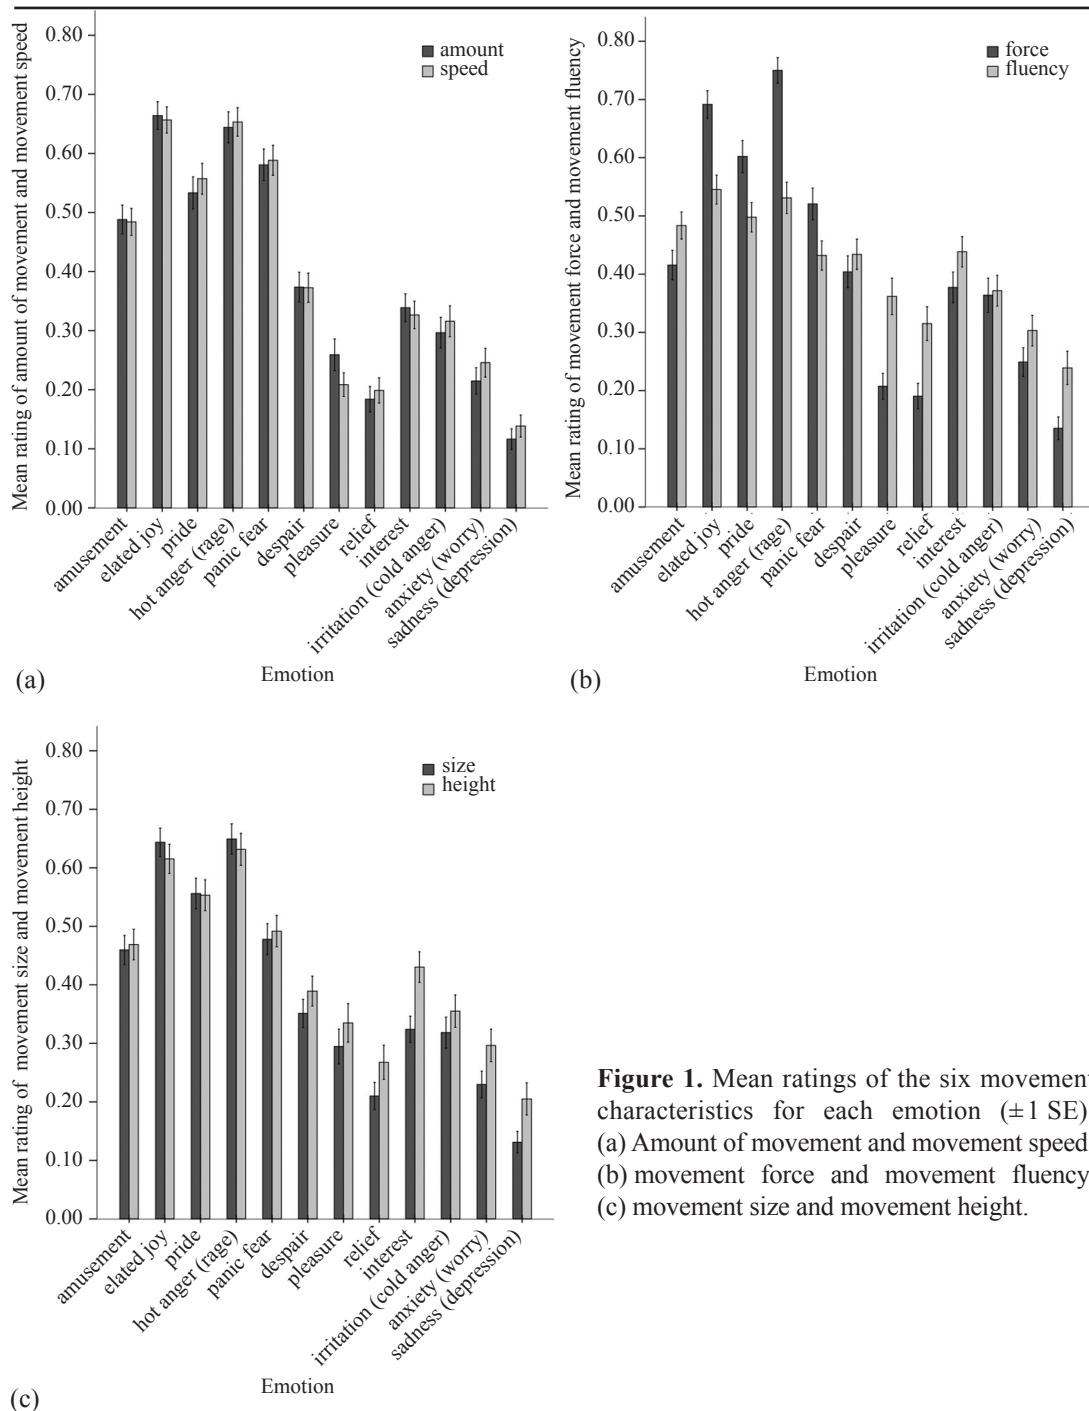 Mean rating of amount of movement and movement speed
0.80
0.70
0.60
0.50
0.40
0.30
0.20
0.10
0.00
amount
speed
amusement
elated joy
pride
hot anger (rage)
panic fear
despair
pleasure
relief
interest
irritation (cold anger)
anxiety (worry)
sadness (depression)
Emotion
(a)
Mean rating of movement force and movement fluency
0.80
0.70
0.60
0.50
0.40
0.30
0.20
0.10
0.00
force
fluency
amusement
elated joy
pride
hot anger (rage)
panic fear
despair
pleasure
relief
interest
irritation (cold anger)
anxiety (worry)
sadness (depression)
Emotion
(b)
Mean rating of movement size and movement height
0.80
0.70
0.60
0.50
0.40
0.30
0.20
0.10
0.00
size
height
amusement
elated joy
pride
hot anger (rage)
panic fear
despair
pleasure
relief
interest
irritation (cold anger)
anxiety (worry)
sadness (depression)
Emotion
(c)
Figure 1. Mean ratings of the six movement
characteristics for each emotion (±1 SE)
(a) Amount of movement and movement speed
(b) movement force and movement fluency
(c) movement size and movement height.